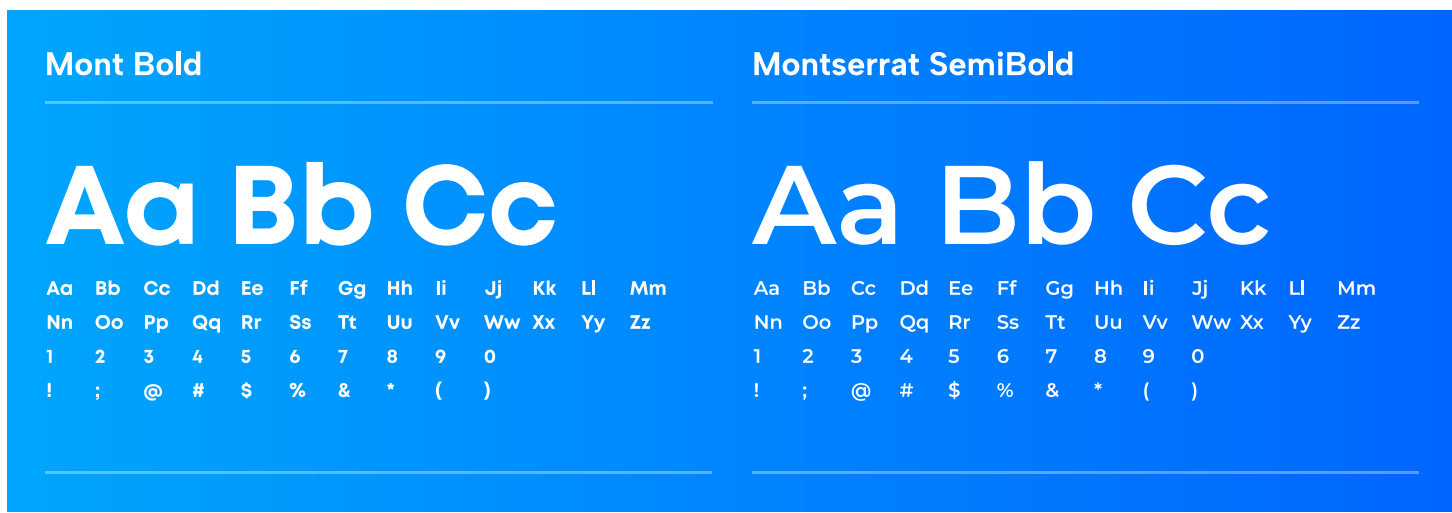 Mont Bold
Aa Bb Cc
Aa Bb Cc Dd Ee Ff Gg Hh Ii Jj Kk Ll Mm
Nn Oo Pp Qq Rr Ss Tt Uu Vv Ww Xx Yy Zz
1 2 3 4 5 6 7 8 9 0
! ; @ # $ % & * ( )
Montserrat SemiBold
Aa Bb Cc
Aa Bb Cc Dd Ee Ff Gg Hh Ii Jj Kk Ll Mm
Nn Oo Pp Qq Rr Ss Tt Uu Vv Ww Xx Yy Zz
1 2 3 4 5 6 7 8 9 0
! ; @ # $ % & * ( )